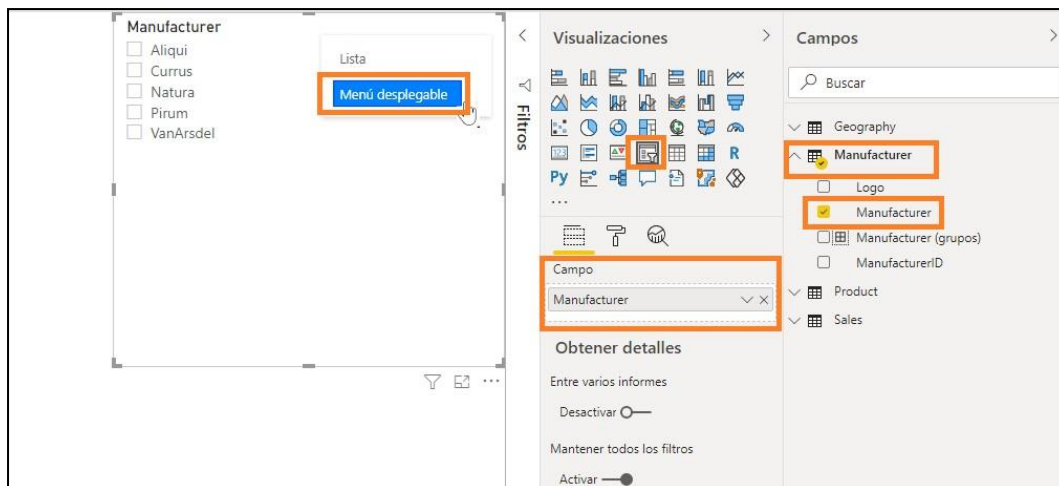 Manufacturer
Aliqui
Currus
Natura
Pirum
VanArsdel
Lista
Menú desplegable
Filtros
Visualizaciones
123
R
Py
...
Campo
Manufacturer
Obtener detalles
Entre varios informes
Desactivar
Mantener todos los filtros
Activar
Campos
Buscar
Geography
Manufacturer
Logo
Manufacturer
Manufacturer (grupos)
ManufacturerID
Product
Sales